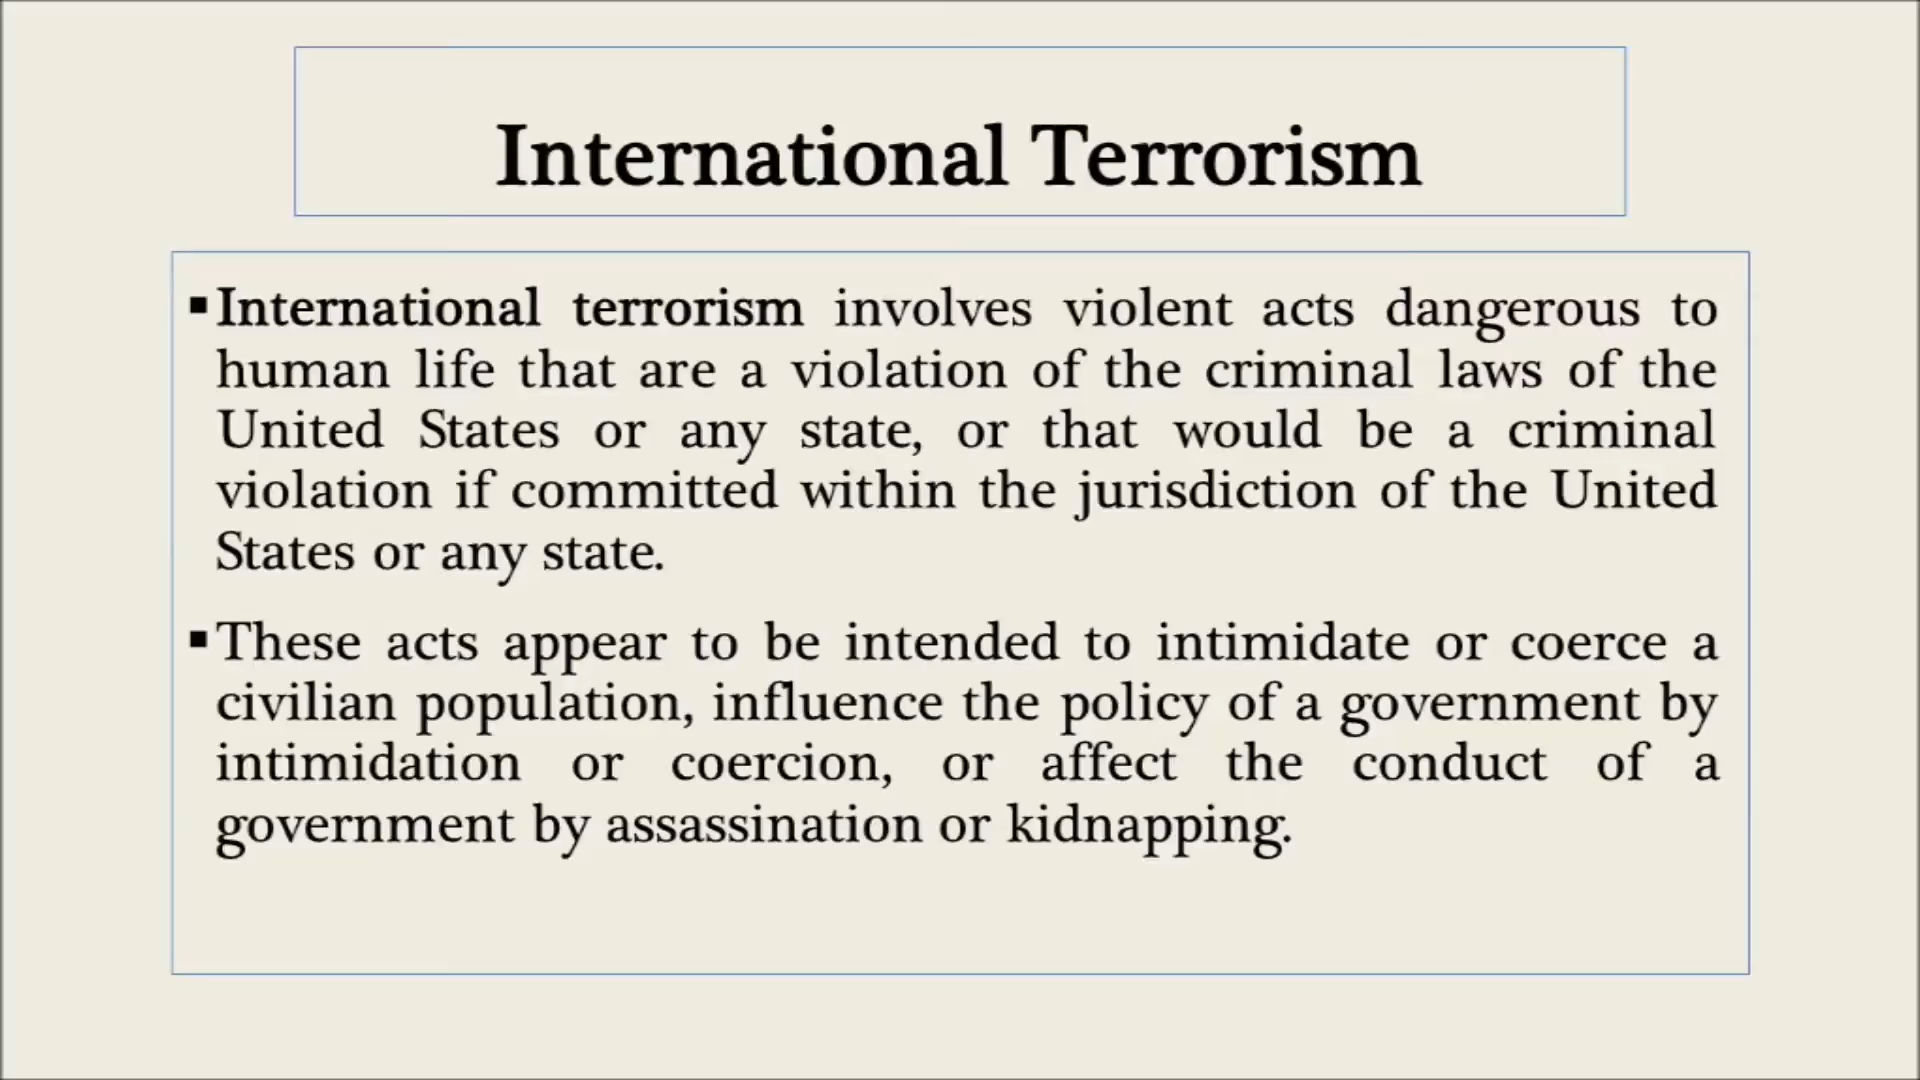 International Terrorism
▪International terrorism involves violent acts dangerous to
human life that are a violation of the criminal laws of the
United States or any state, or that would be a criminal
violation if committed within the jurisdiction of the United
States or any state.
▪These acts appear to be intended to intimidate or coerce a
civilian population, influence the policy of a government by
intimidation or coercion, or affect the conduct of a
government by assassination or kidnapping.